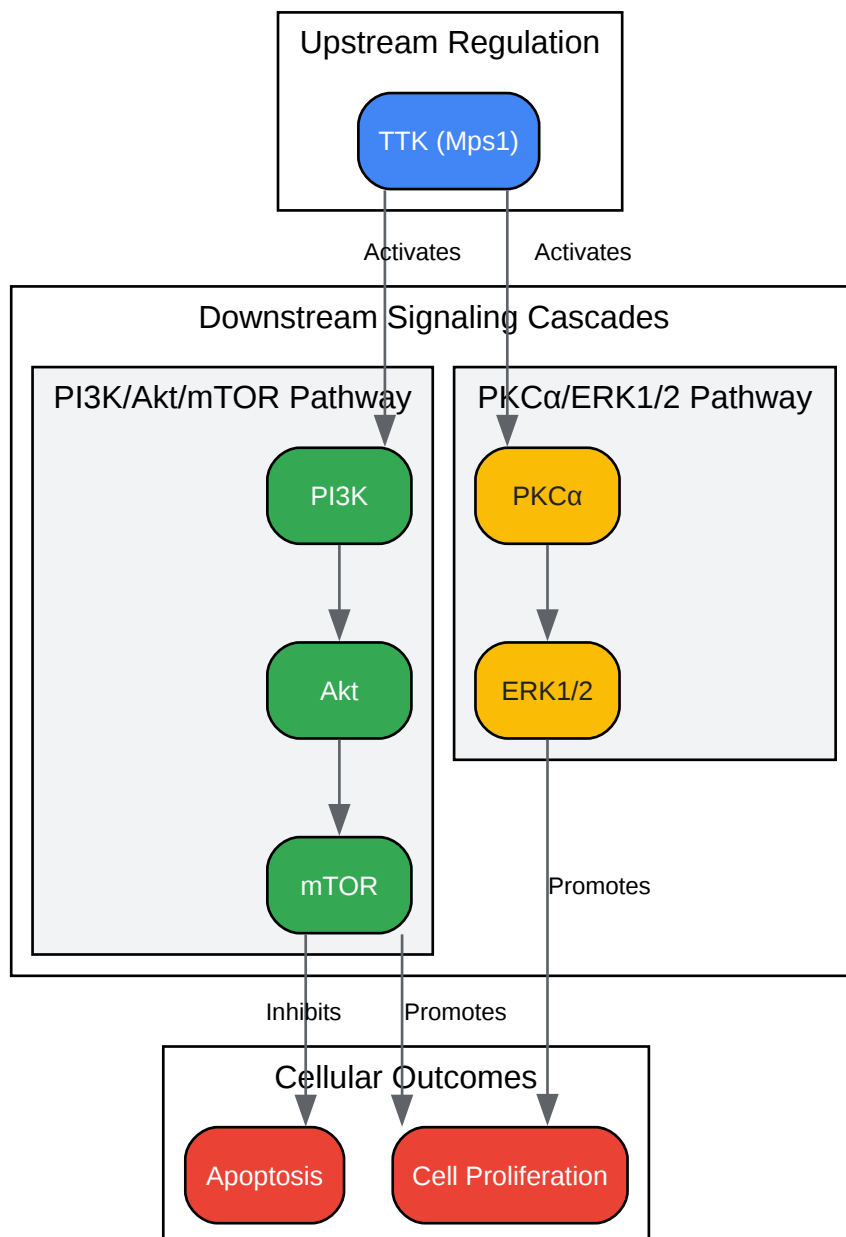 Upstream Regulation
TTK (Mps1)
Activates
Activates
Downstream Signaling Cascades
PI3K/Akt/mTOR Pathway
PKCα/ERK1/2 Pathway
PI3K
PKCα
Akt
ERK1/2
mTOR
Promotes
Inhibits
Promotes
Cellular Outcomes
Apoptosis
Cell Proliferation